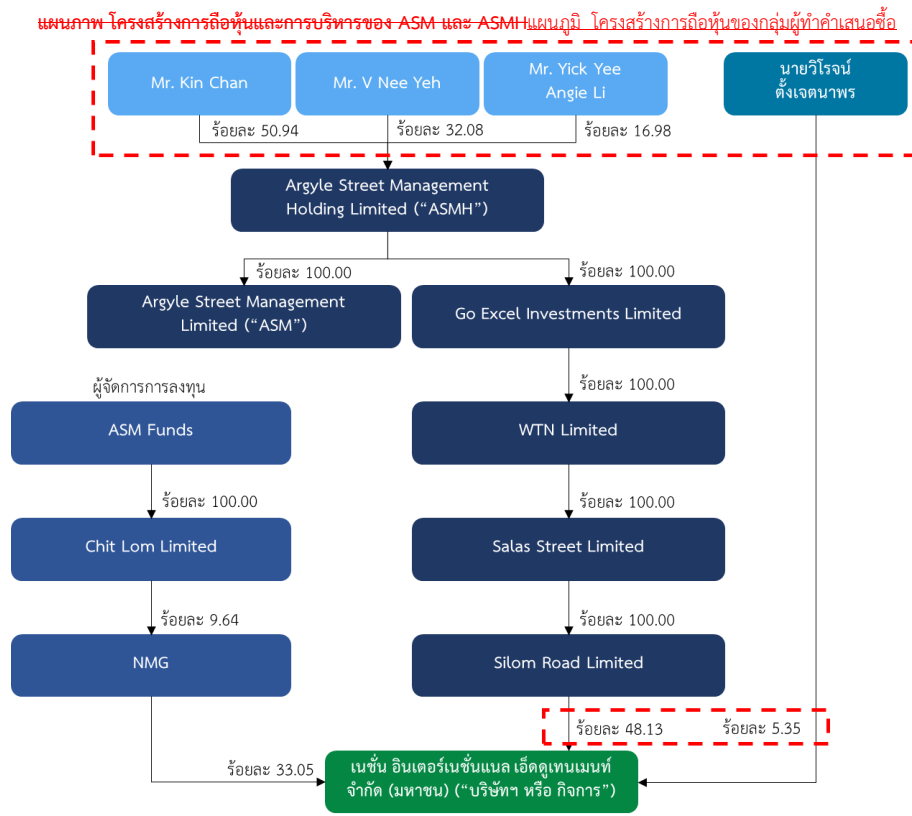 แผนภาพ โครงสร้างการถือหุ้นและการบริหารของ ASM และ ASMHแผนภูมิ โครงสร้างการถือหุ้นของกลุ่มผู้ทำคำเสนอซื้อ
Mr. Kin Chan
Mr. V Nee Yeh
Mr. Yick Yee
Angie Li
นายวิโรจน์
ตั้งเจตนาพร
ร้อยละ 50.94
ร้อยละ 32.08
ร้อยละ 16.98
Argyle Street Management
Holding Limited (“ASMH”)
ร้อยละ 100.00
ร้อยละ 100.00
Argyle Street Management
Limited (“ASM”)
Go Excel Investments Limited
ผู้จัดการการลงทุน
ร้อยละ 100.00
ASM Funds
WTN Limited
ร้อยละ 100.00
ร้อยละ 100.00
Chit Lom Limited
Salas Street Limited
ร้อยละ 9.64
ร้อยละ 100.00
NMG
Silom Road Limited
ร้อยละ 48.13
ร้อยละ 5.35
ร้อยละ 33.05
เนชั่น อินเตอร์เนชั่นแนล เอ็ดดูเทนเมนท์
จำกัด (มหาชน) (“บริษัทฯ หรือ กิจการ”)